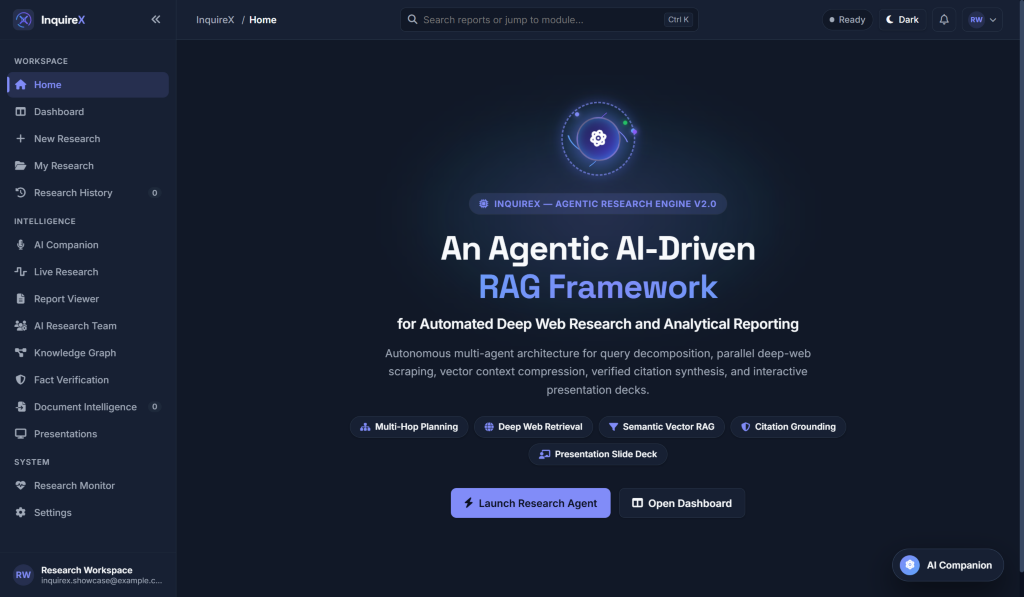 InquireX
InquireX / Home
Search reports or jump to module...
Ctrl K
Ready
Dark
RW
WORKSPACE
Home
Dashboard
New Research
My Research
Research History 0
INTELLIGENCE
AI Companion
Live Research
Report Viewer
AI Research Team
Knowledge Graph
Fact Verification
Document Intelligence 0
Presentations
SYSTEM
Research Monitor
Settings
RW
Research Workspace
inquirex.showcase@example.c...
INQUIREX — AGENTIC RESEARCH ENGINE V2.0
An Agentic AI-Driven
RAG Framework
for Automated Deep Web Research and Analytical Reporting
Autonomous multi-agent architecture for query decomposition, parallel deep-web
scraping, vector context compression, verified citation synthesis, and interactive
presentation decks.
Multi-Hop Planning
Deep Web Retrieval
Semantic Vector RAG
Citation Grounding
Presentation Slide Deck
Launch Research Agent
Open Dashboard
AI Companion